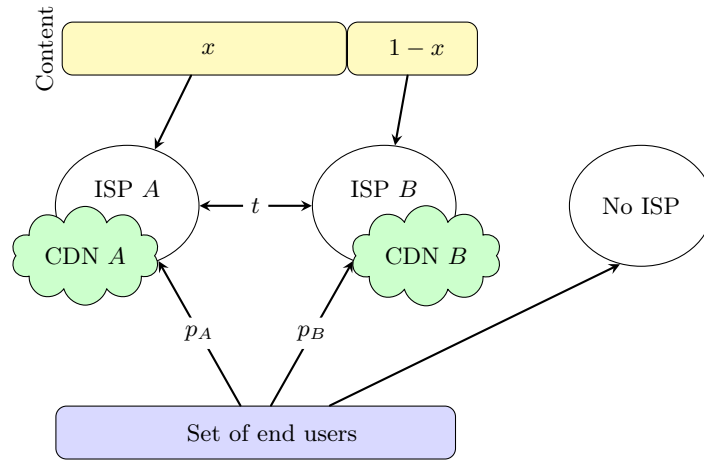 Content
x
1 − x
ISP A
ISP B
No ISP
t
CDN A
CDN B
p_A
p_B
Set of end users